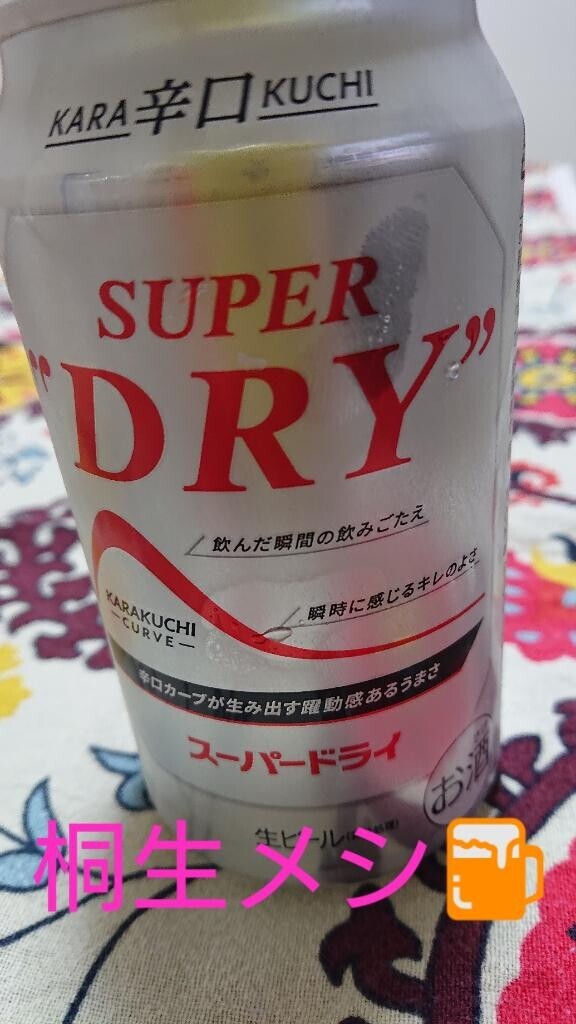 KARA 辛口 KUCHI
SUPER
"DRY"
飲んだ瞬間の飲みごたえ
瞬時に感じるキレのよさ
KARAKUCHI
CURVE
辛口カーブが生み出す躍動感あるうまさ
スーパードライ
お酒
生ビール
桐生メシ🍺